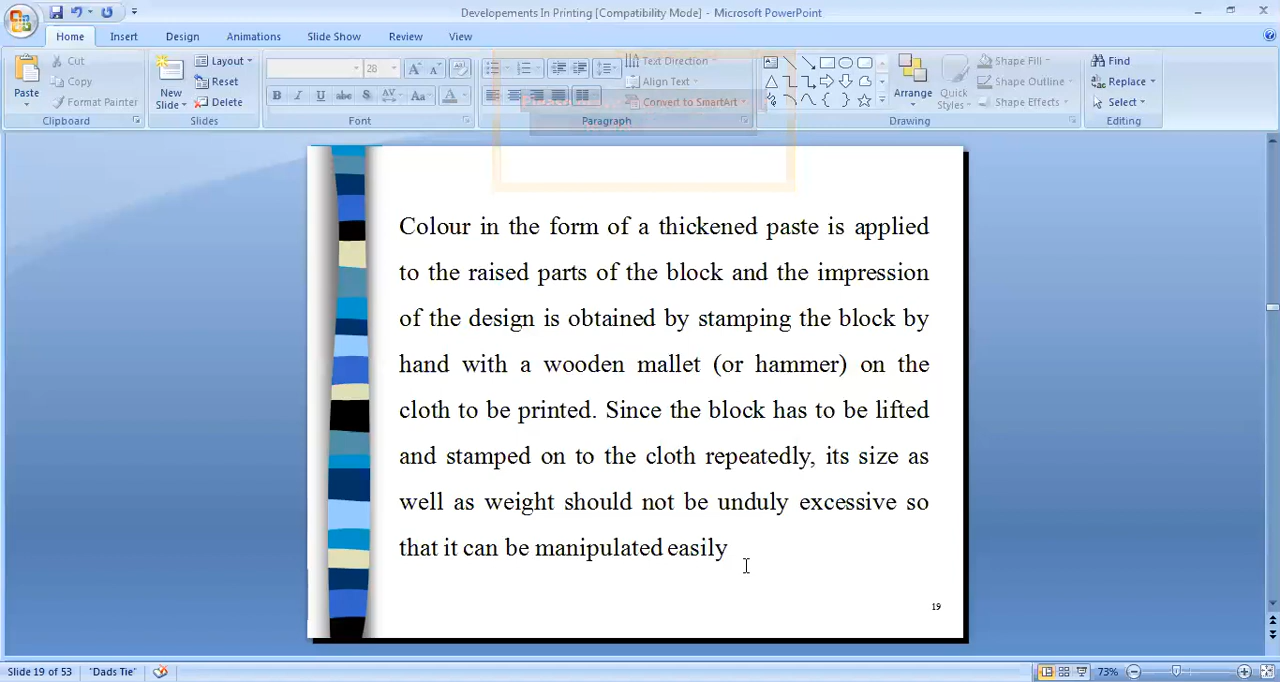 Developements In Printing [Compatibility Mode] - Microsoft PowerPoint
Home Insert Design Animations Slide Show Review View
Paste
Cut
Copy
Format Painter
Clipboard
New Slide
Layout
Reset
Delete
Slides
28
B I U abc S AV Aa A
Font
Text Direction
Align Text
Convert to SmartArt
Paragraph
Arrange
Quick Styles
Shape Fill
Shape Outline
Shape Effects
Drawing
Find
Replace
Select
Editing
Colour in the form of a thickened paste is applied
to the raised parts of the block and the impression
of the design is obtained by stamping the block by
hand with a wooden mallet (or hammer) on the
cloth to be printed. Since the block has to be lifted
and stamped on to the cloth repeatedly, its size as
well as weight should not be unduly excessive so
that it can be manipulated easily
19
Slide 19 of 53 "Dads Tie" 73%